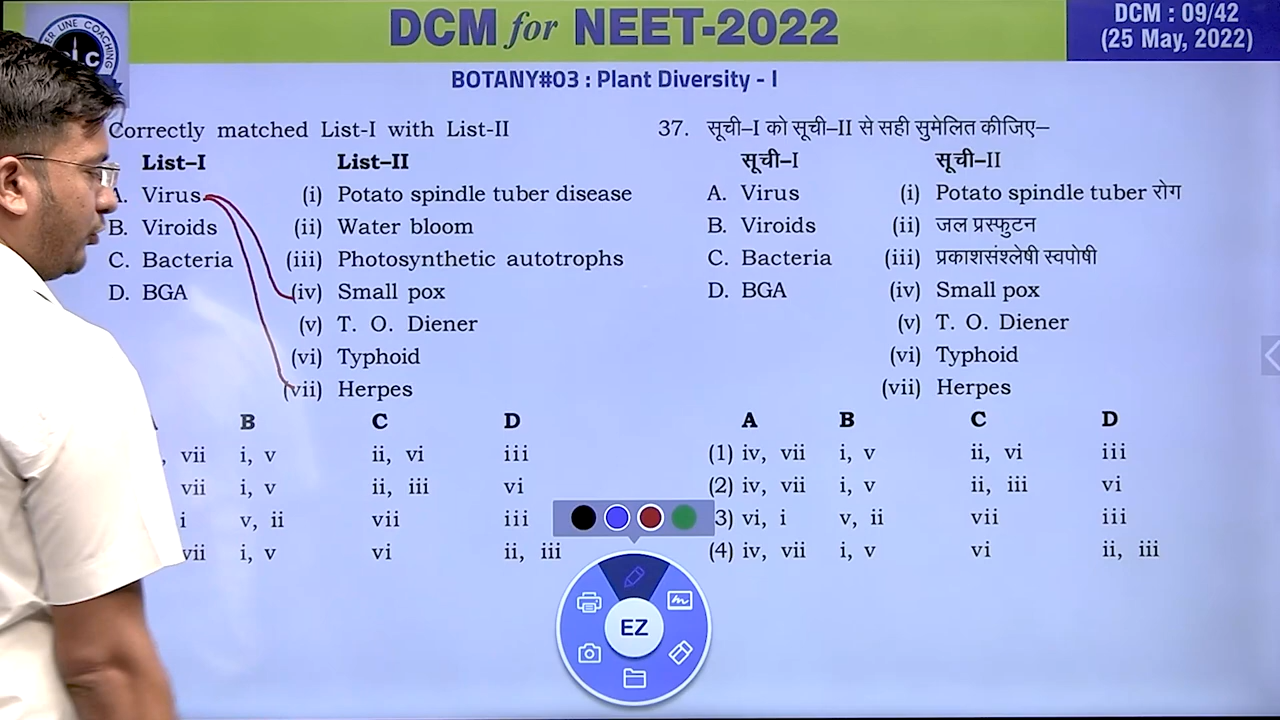 DCM for NEET-2022
DCM : 09/42
(25 May, 2022)
LINE COACHING
BOTANY#03 : Plant Diversity - I
Correctly matched List-I with List-II
List–I List–II
A. Virus (i) Potato spindle tuber disease
B. Viroids (ii) Water bloom
C. Bacteria (iii) Photosynthetic autotrophs
D. BGA (iv) Small pox
(v) T. O. Diener
(vi) Typhoid
(vii) Herpes
B C D
, vii i, v ii, vi iii
vii i, v ii, iii vi
i v, ii vii iii
vii i, v vi ii, iii
37. सूची–I को सूची–II से सही सुमेलित कीजिए–
सूची–I सूची–II
A. Virus (i) Potato spindle tuber रोग
B. Viroids (ii) जल प्रस्फुटन
C. Bacteria (iii) प्रकाशसंश्लेषी स्वपोषी
D. BGA (iv) Small pox
(v) T. O. Diener
(vi) Typhoid
(vii) Herpes
A B C D
(1) iv, vii i, v ii, vi iii
(2) iv, vii i, v ii, iii vi
3) vi, i v, ii vii iii
(4) iv, vii i, v vi ii, iii
EZ